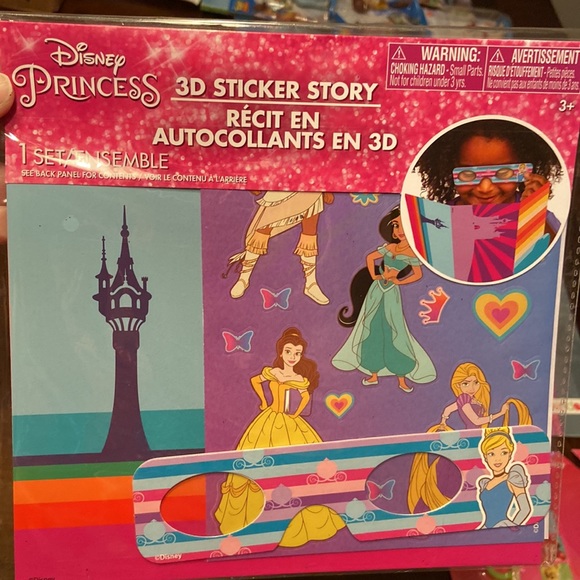 Disney
PRINCESS
3D STICKER STORY
RÉCIT EN
AUTOCOLLANTS EN 3D
1 SET/ENSEMBLE
SEE BACK PANEL FOR CONTENTS / VOIR LE CONTENU À L'ARRIÈRE
WARNING:
CHOKING HAZARD - Small Parts.
Not for children under 3 yrs.
AVERTISSEMENT
RISQUE D'ÉTOUFFEMENT - Petites pièces.
Ne convient pas aux enfants de moins de 3 ans.
3+
©Disney